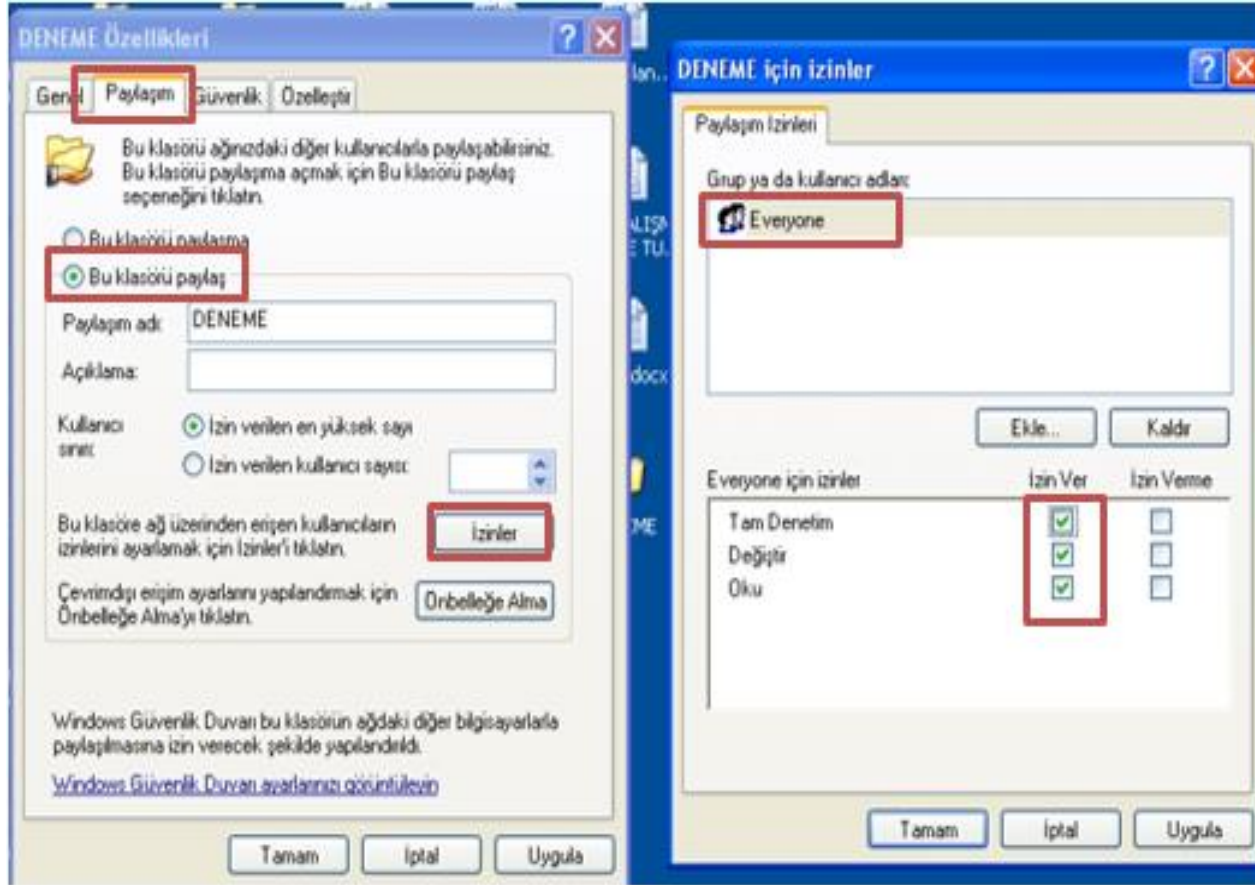 DENEME Özellikleri
Genel Paylaşım Güvenlik Özelleştir
Bu klasörü ağınızdaki diğer kullanıcılarla paylaşabilirsiniz.
Bu klasörü paylaşıma açmak için Bu klasörü paylaş
seçeneğini tıklatın.
Bu klasörü paylaşma
Bu klasörü paylaş
Paylaşım adı: DENEME
Açıklama:
Kullanıcı
sınırı:
İzin verilen en yüksek sayı
İzin verilen kullanıcı sayısı:
Bu klasöre ağ üzerinden erişen kullanıcıların
izinlerini ayarlamak için İzinler'i tıklatın.
İzinler
Çevrimdışı erişim ayarlarını yapılandırmak için
Önbelleğe Alma'yı tıklatın.
Önbelleğe Alma
Windows Güvenlik Duvarı bu klasörün ağdaki diğer bilgisayarlarla
paylaşılmasına izin verecek şekilde yapılandırıldı.
Windows Güvenlik Duvarı ayarlarınızı görüntüleyin
Tamam İptal Uygula
docx
DENEME için izinler
Paylaşım İzinleri
Grup ya da kullanıcı adları:
Everyone
Ekle... Kaldır
Everyone için izinler İzin Ver İzin Verme
Tam Denetim
Değiştir
Oku
Tamam İptal Uygula